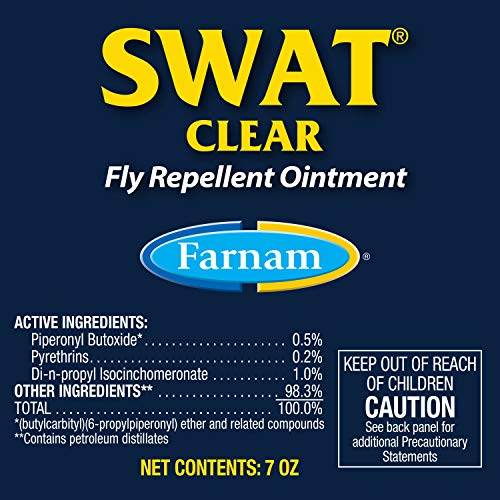 SWAT®
CLEAR
Fly Repellent Ointment
Farnam®
ACTIVE INGREDIENTS:
Piperonyl Butoxide* . . . . . . . . . . . . . . . . . . . 0.5%
Pyrethrins. . . . . . . . . . . . . . . . . . . . . . . . . . . 0.2%
Di-n-propyl Isocinchomeronate . . . . . . . 1.0%
OTHER INGREDIENTS** . . . . . . . . . . . . . . . . 98.3%
TOTAL . . . . . . . . . . . . . . . . . . . . . . . . . . . . . 100.0%
*(butylcarbityl)(6-propylpiperonyl) ether and related compounds
**Contains petroleum distillates
KEEP OUT OF REACH
OF CHILDREN
CAUTION
See back panel for
additional Precautionary
Statements
NET CONTENTS: 7 OZ